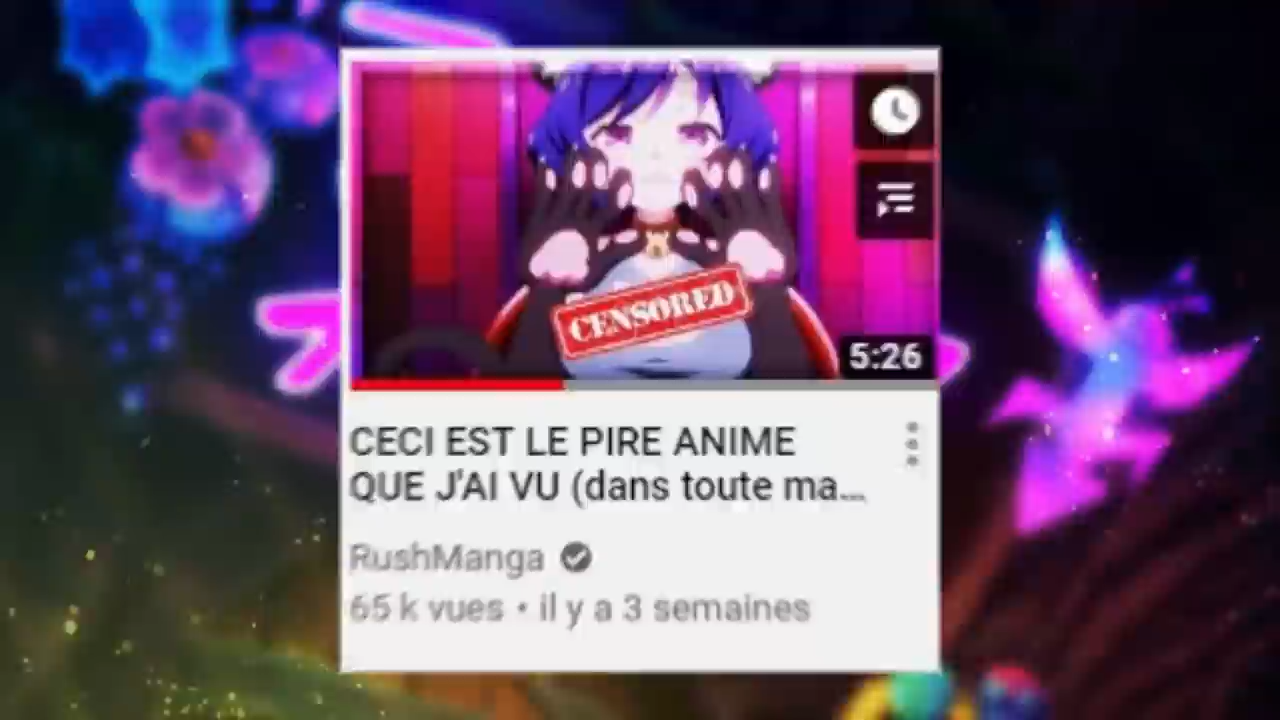 CENSORED
5:26
CECI EST LE PIRE ANIME
QUE J'AI VU (dans toute ma...
RushManga
65 k vues • il y a 3 semaines